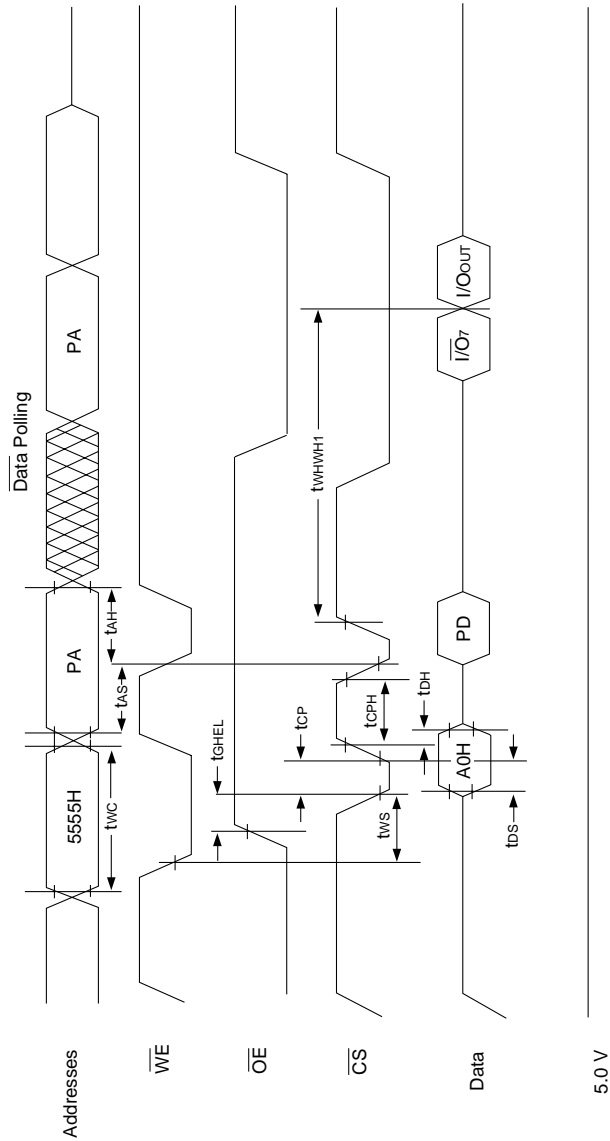 Data Polling
Addresses
5555H
PA
PA
tWC
tAS
tAH
WE
OE
tGHEL
CS
tWS
tCP
tCPH
tWHWH1
tDH
Data
A0H
PD
I/O7
I/OOUT
tDS
5.0 V